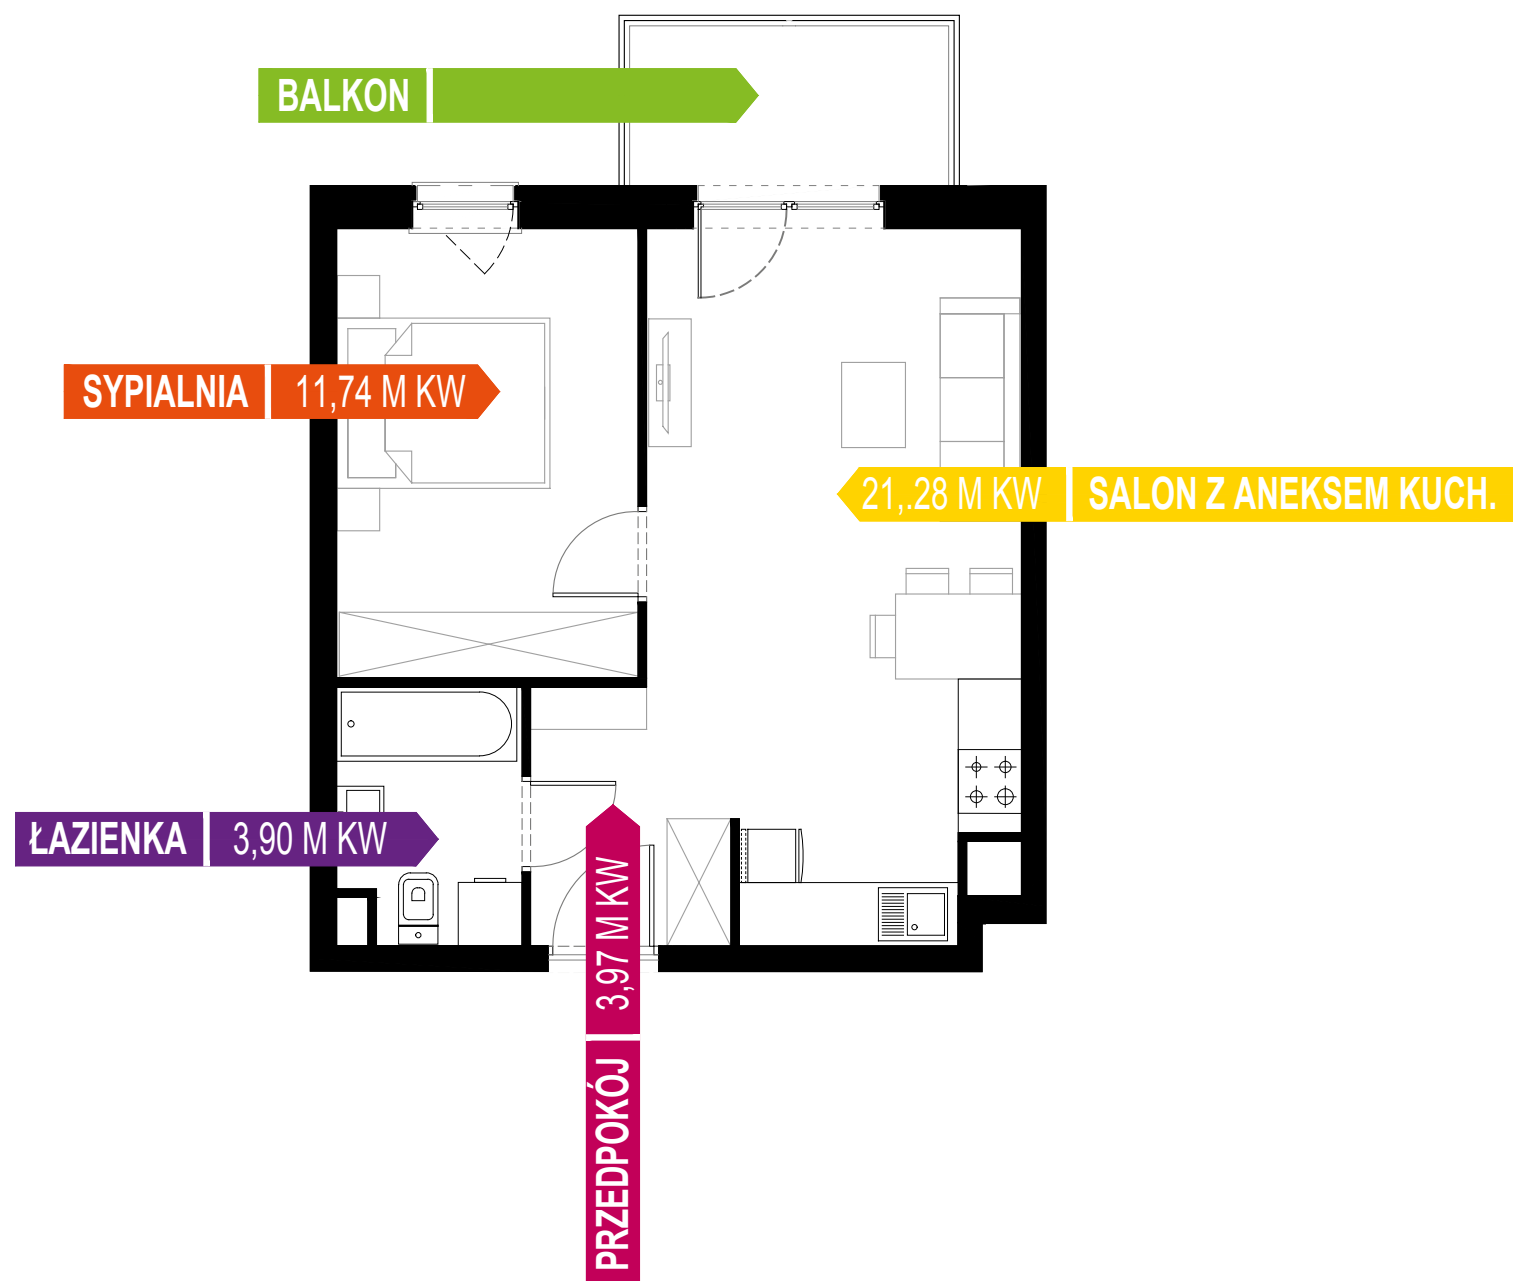 BALKON
SYPIALNIA 11,74 M KW
21,.28 M KW SALON Z ANEKSEM KUCH.
ŁAZIENKA 3,90 M KW
PRZEDPOKÓJ 3,97 M KW